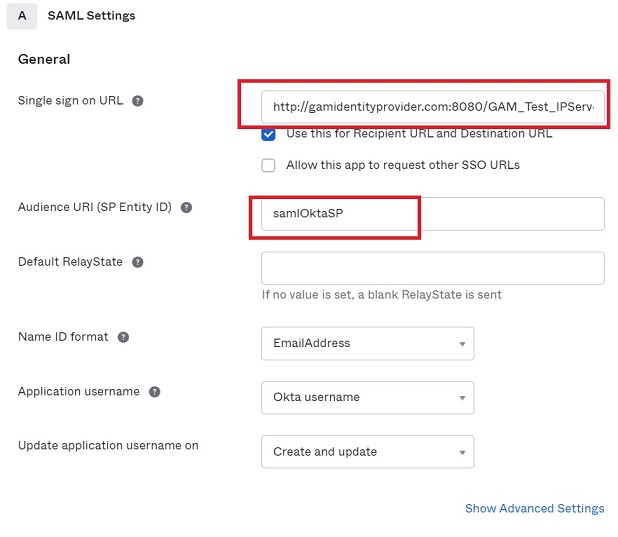 A SAML Settings
General
Single sign on URL ? http://gamidentityprovider.com:8080/GAM_Test_IPServ
Use this for Recipient URL and Destination URL
Allow this app to request other SSO URLs
Audience URI (SP Entity ID) ? samlOktaSP
Default RelayState ?
If no value is set, a blank RelayState is sent
Name ID format ? EmailAddress
Application username ? Okta username
Update application username on Create and update
Show Advanced Settings